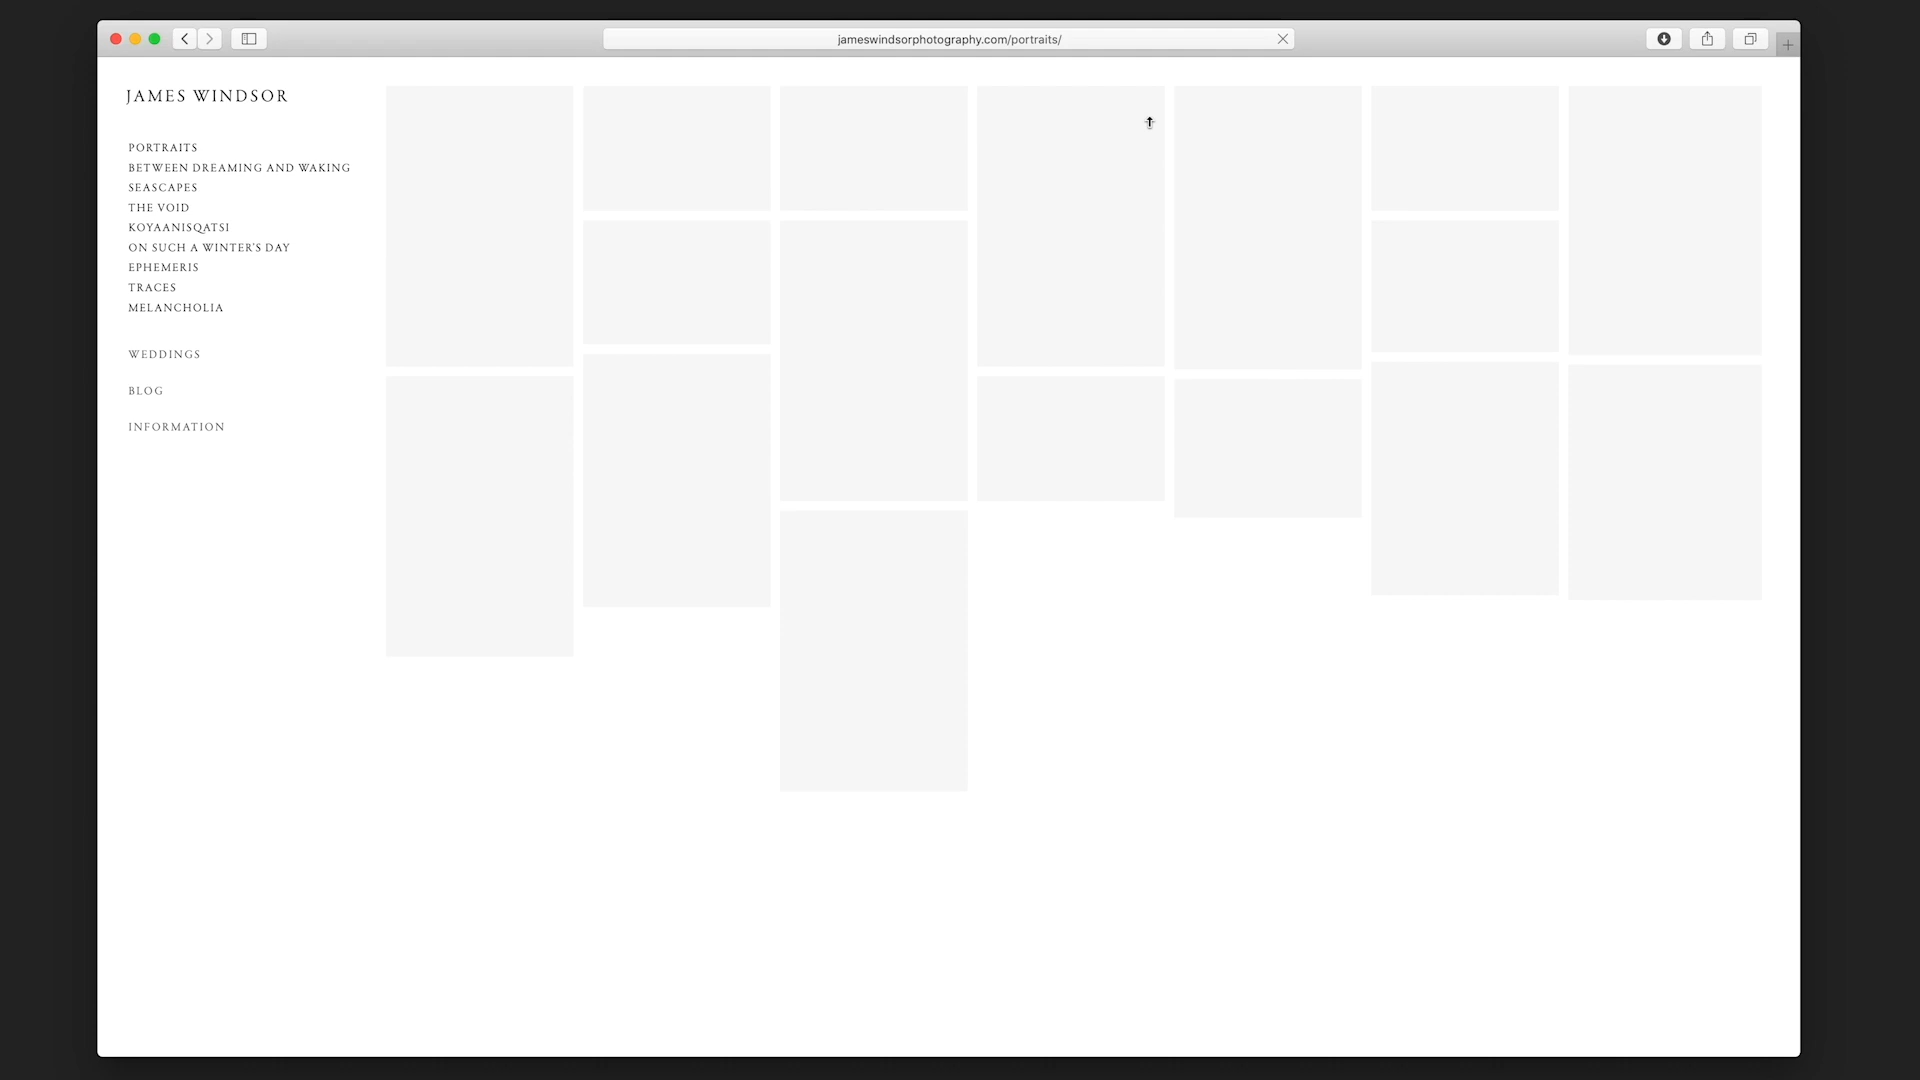 jameswindsorphotography.com/portraits/
JAMES WINDSOR
PORTRAITS
BETWEEN DREAMING AND WAKING
SEASCAPES
THE VOID
KOYAANISQATSI
ON SUCH A WINTER'S DAY
EPHEMERIS
TRACES
MELANCHOLIA
WEDDINGS
BLOG
INFORMATION